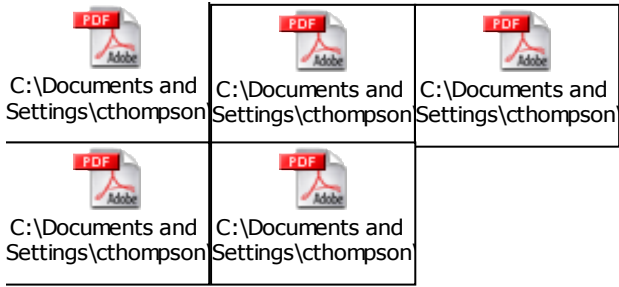 PDF PDF PDF
Adobe Adobe Adobe
C:\Documents and C:\Documents and C:\Documents and
Settings\cthompson\ Settings\cthompson\ Settings\cthompson\
PDF PDF
Adobe Adobe
C:\Documents and C:\Documents and
Settings\cthompson\ Settings\cthompson\